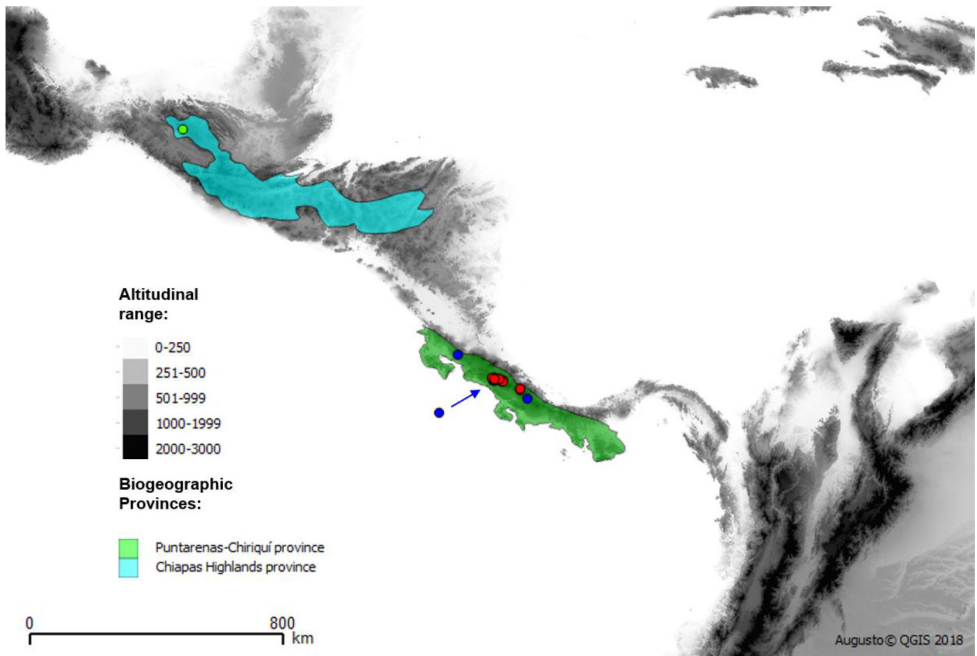 Altitudinal
range:
0-250
251-500
501-999
1000-1999
2000-3000
Biogeographic
Provinces:
Puntarenas-Chiriquí province
Chiapas Highlands province
0 800
km
Augusto© QGIS 2018